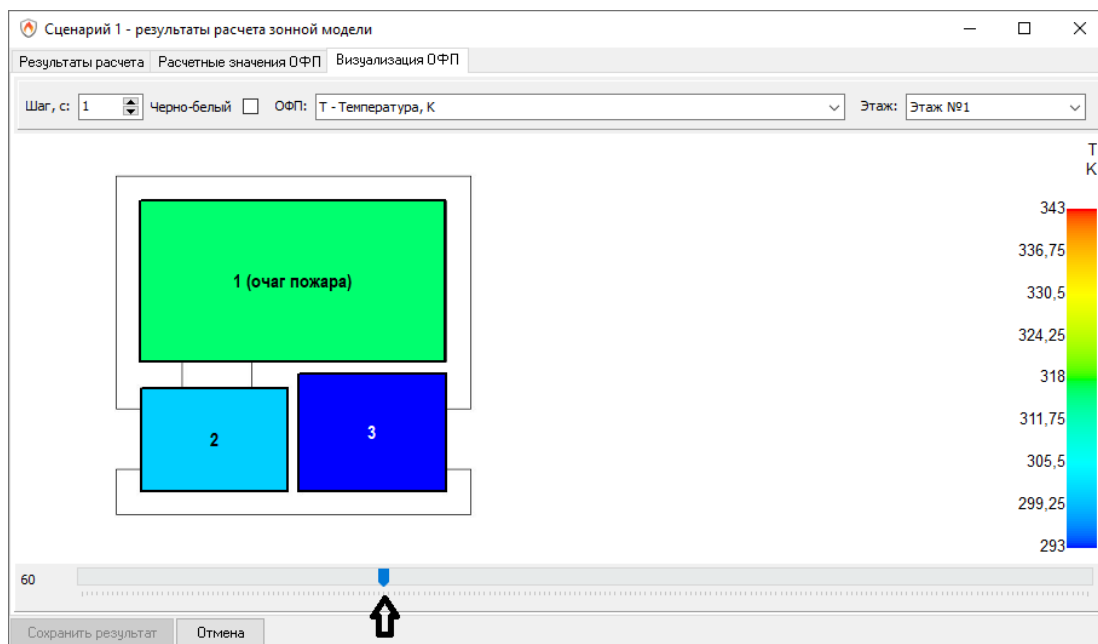 Сценарий 1 - результаты расчета зонной модели
Результаты расчета Расчетные значения ОФП Визуализация ОФП
Шаг, с: 1 Черно-белый ОФП: T - Температура, K Этаж: Этаж №1
T
K
343
336,75
330,5
324,25
318
311,75
305,5
299,25
293
1 (очаг пожара)
2
3
60
Сохранить результат Отмена